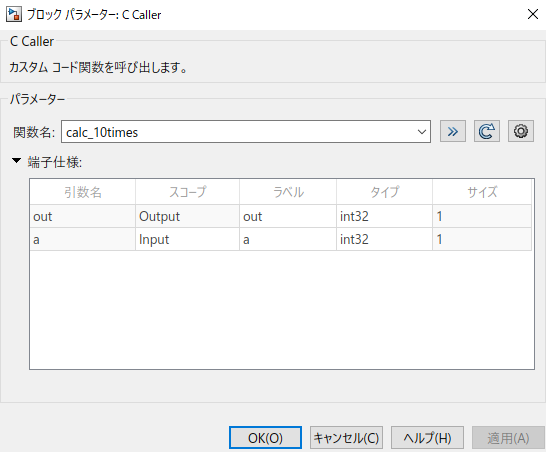 ブロック パラメーター: C Caller
C Caller
カスタム コード関数を呼び出します。
パラメーター
関数名: calc_10times
端子仕様:
引数名 スコープ ラベル タイプ サイズ
out Output out int32 1
a Input a int32 1
OK(O) キャンセル(C) ヘルプ(H) 適用(A)